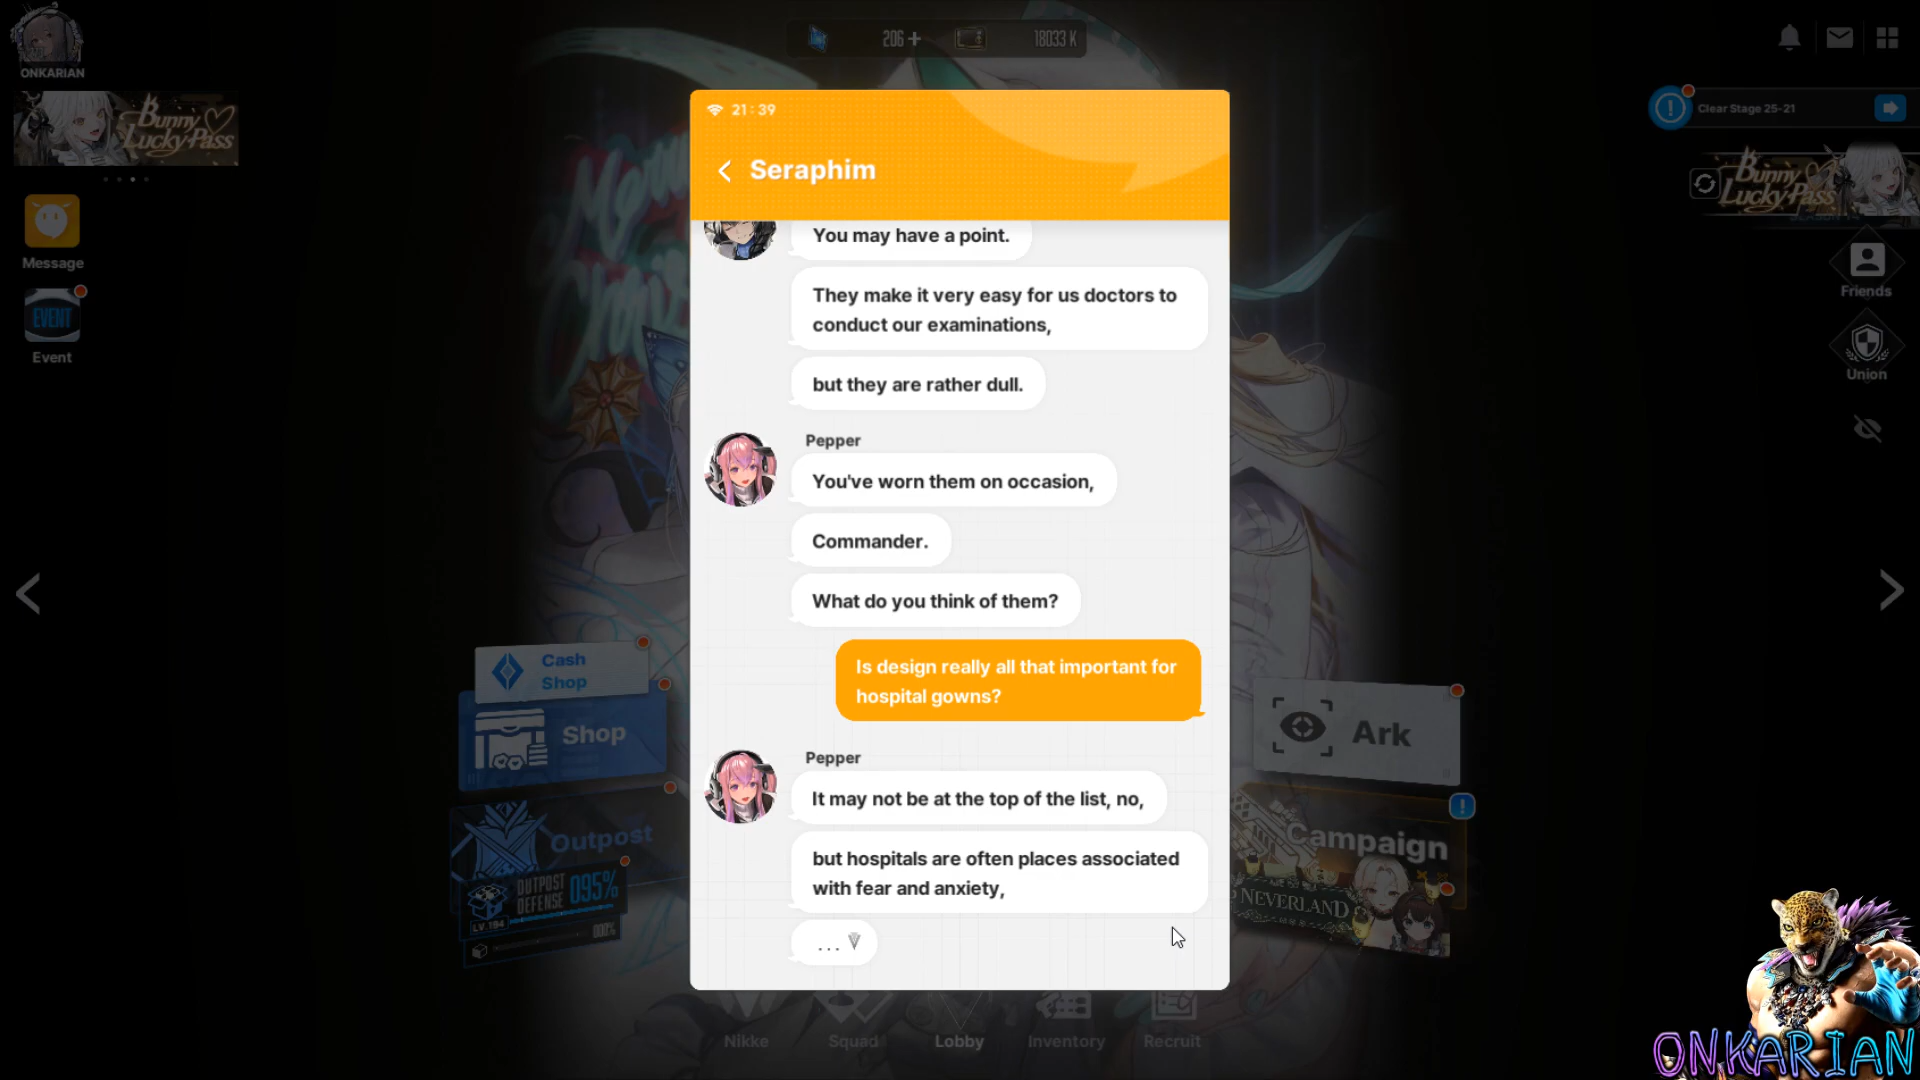 ONKARIAN
Bunny
Lucky Pass
Message
EVENT
Event
206 +
18033 K
Clear Stage 25-21
Bunny
Lucky Pass
Friends
Union
21:39
Seraphim
You may have a point.
They make it very easy for us doctors to
conduct our examinations,
but they are rather dull.
Pepper
You've worn them on occasion,
Commander.
What do you think of them?
Is design really all that important for
hospital gowns?
Pepper
It may not be at the top of the list, no,
but hospitals are often places associated
with fear and anxiety,
...
Cash
Shop
Shop
Outpost
OUTPOST
DEFENSE 095%
LV.194
000%
Ark
Campaign
NEVERLAND
Nikke
Squad
Lobby
Inventory
Recruit
ONKARIAN